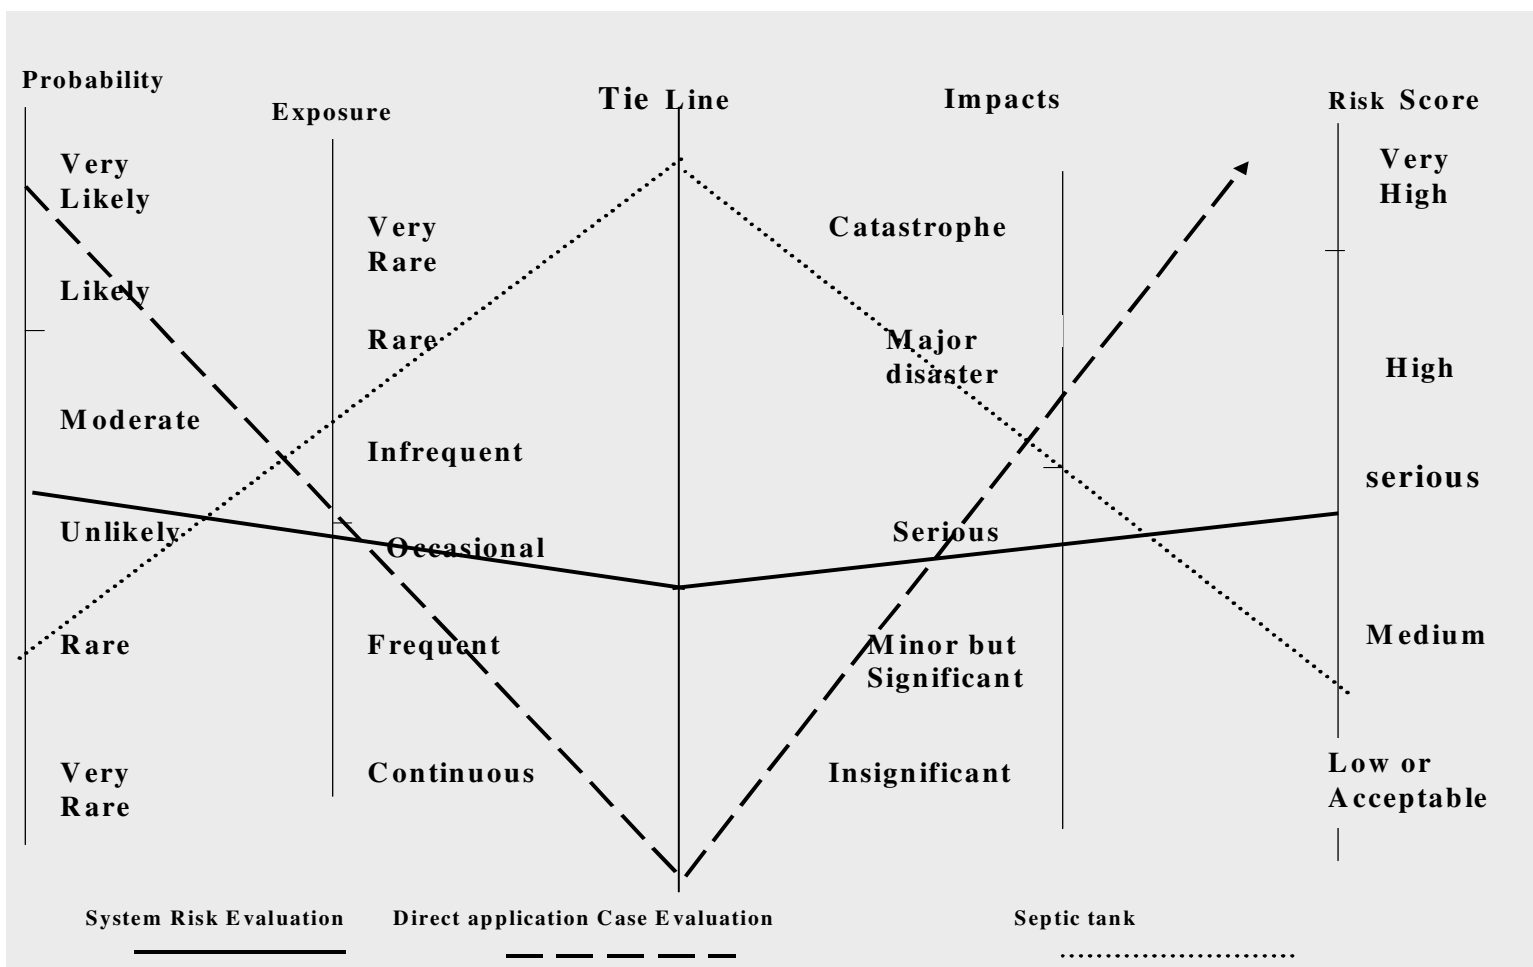 Probability
Exposure
Tie Line
Impacts
Risk Score
Very
Likely
Likely
Moderate
Unlikely
Rare
Very
Rare
Very
Rare
Rare
Infrequent
Occasional
Frequent
Continuous
Catastrophe
Major
disaster
Serious
Minor but
Significant
Insignificant
Very
High
High
serious
Medium
Low or
Acceptable
System Risk Evaluation
Direct application Case Evaluation
Septic tank